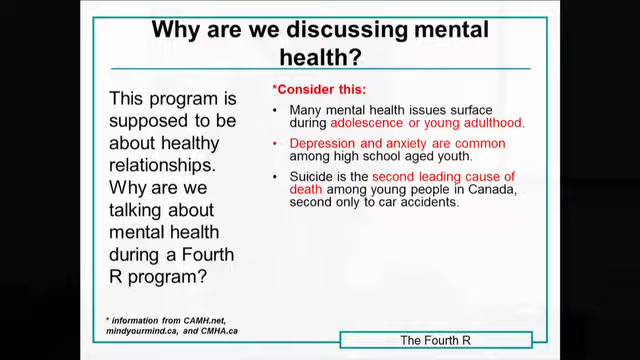 Why are we discussing mental
health?
This program is
supposed to be
about healthy
relationships.
Why are we
talking about
mental health
during a Fourth
R program?
*Consider this:
• Many mental health issues surface
during adolescence or young adulthood.
• Depression and anxiety are common
among high school aged youth.
• Suicide is the second leading cause of
death among young people in Canada,
second only to car accidents.
* information from CAMH.net,
mindyourmind.ca, and CMHA.ca
The Fourth R